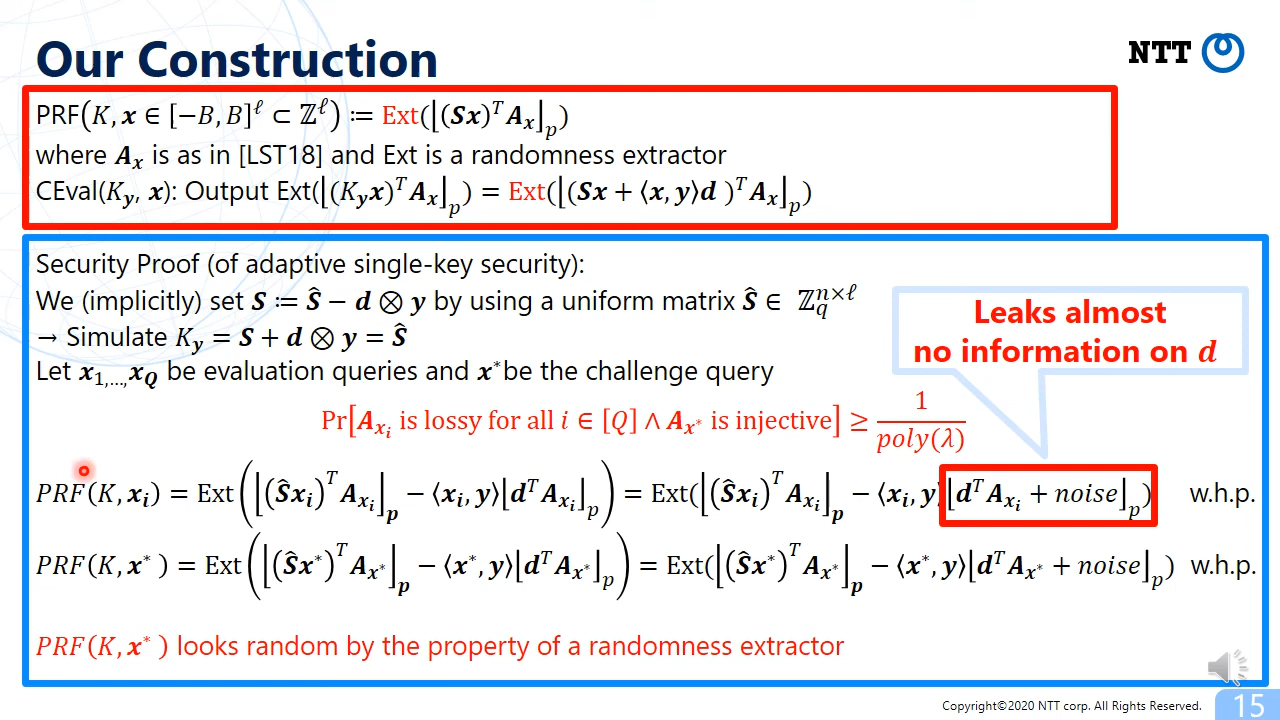 Our Construction
NTT
PRF(K, x ∈ [−B, B]^ℓ ⊂ ℤ^ℓ) ≔ Ext(⌊(Sx)^T A_x⌋_p)
where A_x is as in [LST18] and Ext is a randomness extractor
CEval(K_y, x): Output Ext(⌊(K_y x)^T A_x⌋_p) = Ext(⌊(Sx + ⟨x, y⟩d )^T A_x⌋_p)
Security Proof (of adaptive single-key security):
We (implicitly) set S ≔ Ŝ − d ⊗ y by using a uniform matrix Ŝ ∈ ℤ_q^{n×ℓ}
→ Simulate K_y = S + d ⊗ y = Ŝ
Let x_{1,…,}x_Q be evaluation queries and x* be the challenge query
Leaks almost
no information on d
Pr[A_{x_i} is lossy for all i ∈ [Q] ∧ A_{x*} is injective] ≥ 1/poly(λ)
PRF(K, x_i) = Ext(⌊(Ŝx_i)^T A_{x_i}⌋_p − ⟨x_i, y⟩⌊d^T A_{x_i}⌋_p) = Ext(⌊(Ŝx_i)^T A_{x_i}⌋_p − ⟨x_i, y⟩⌊d^T A_{x_i} + noise⌋_p) w.h.p.
PRF(K, x*) = Ext(⌊(Ŝx*)^T A_{x*}⌋_p − ⟨x*, y⟩⌊d^T A_{x*}⌋_p) = Ext(⌊(Ŝx*)^T A_{x*}⌋_p − ⟨x*, y⟩⌊d^T A_{x*} + noise⌋_p) w.h.p.
PRF(K, x*) looks random by the property of a randomness extractor
Copyright©2020 NTT corp. All Rights Reserved.
15